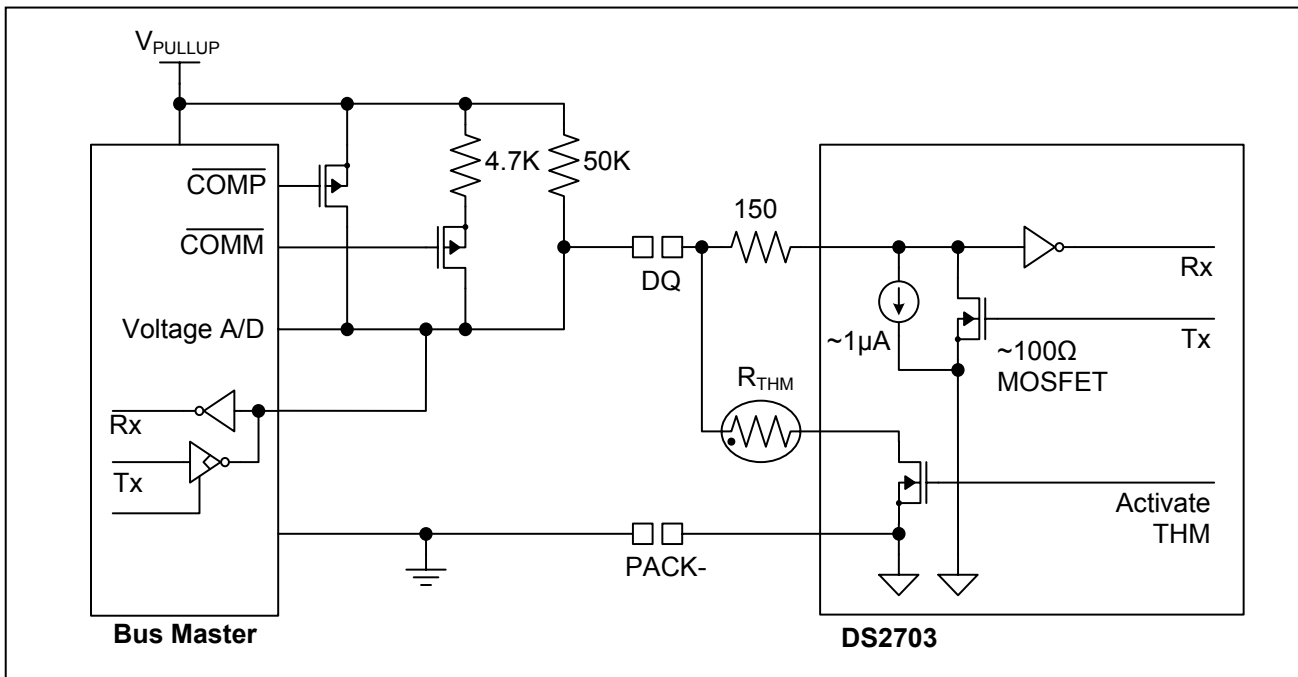 VPULLUP
COMP
COMM
Voltage A/D
Rx
Tx
Bus Master
4.7K
50K
DQ
PACK-
150
RTHM
~1µA
~100Ω
MOSFET
Rx
Tx
Activate
THM
DS2703